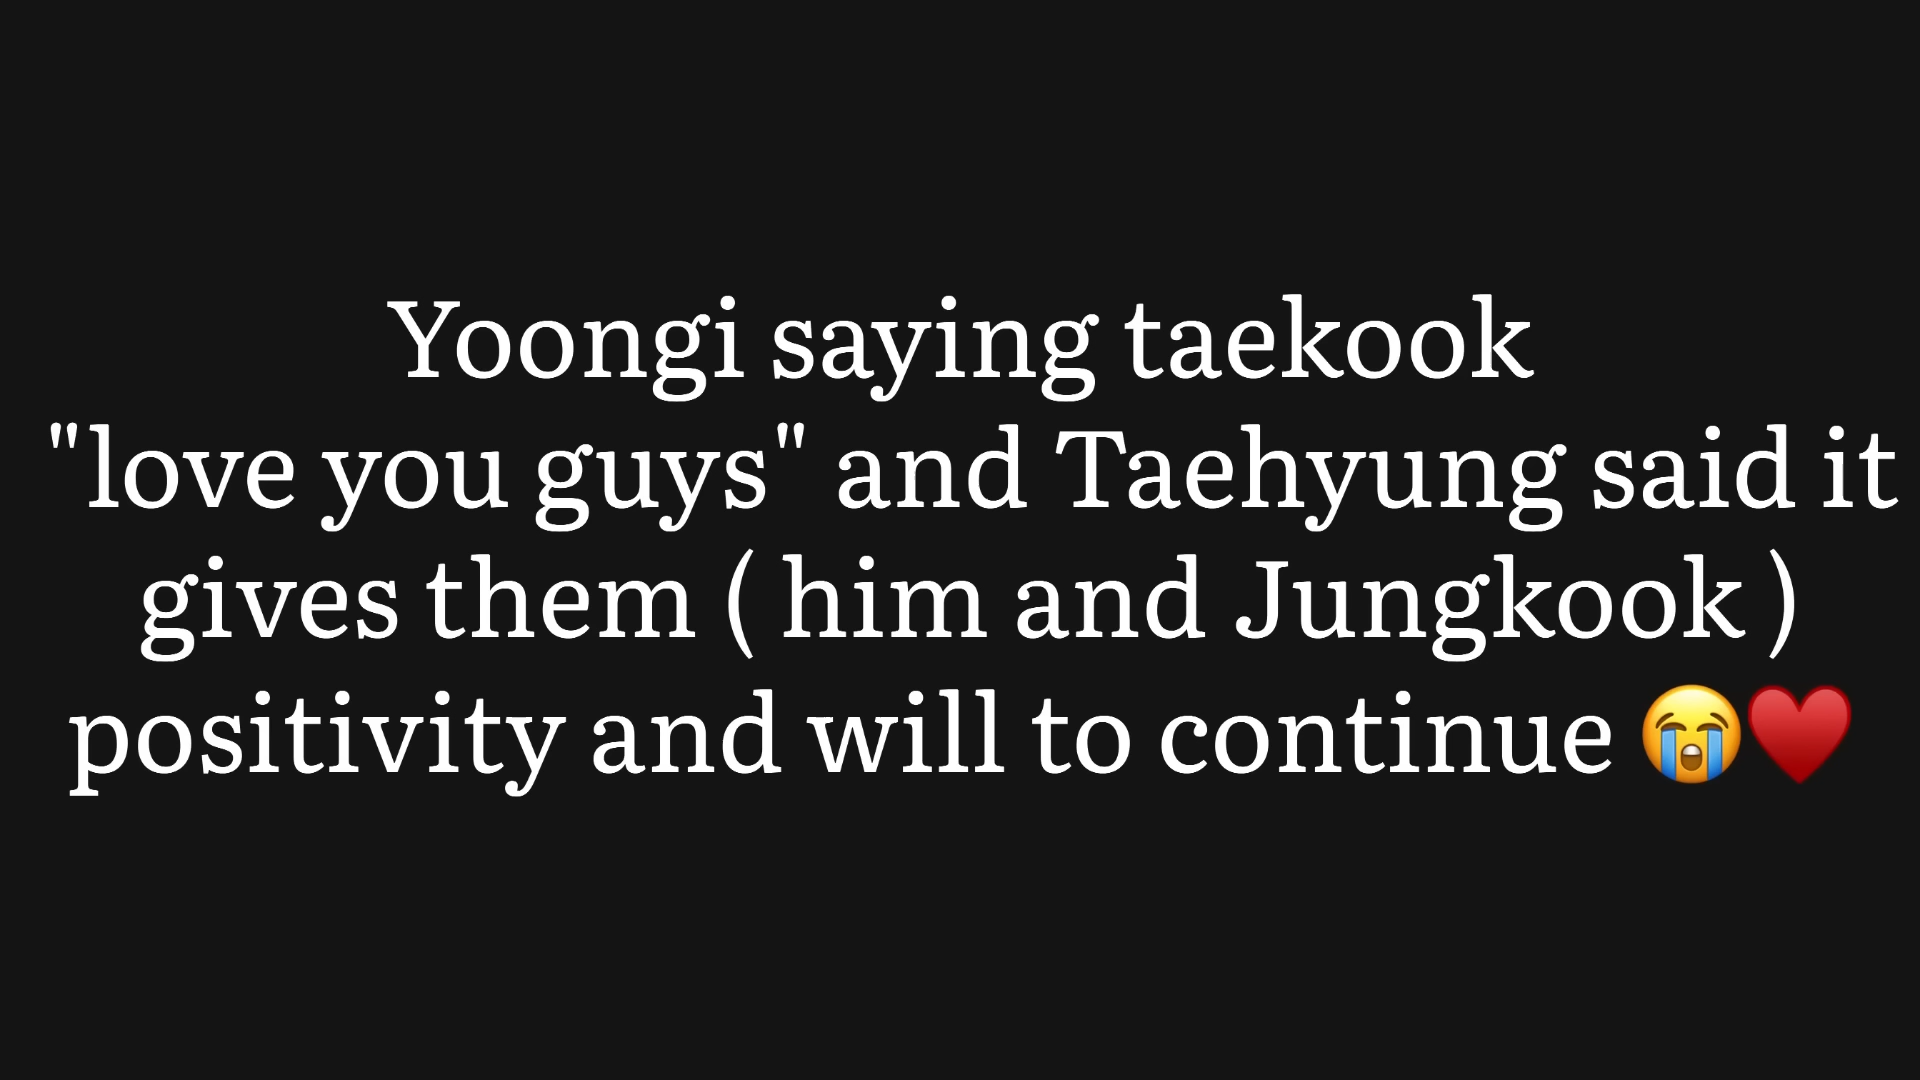 Yoongi saying taekook
"love you guys" and Taehyung said it
gives them ( him and Jungkook )
positivity and will to continue 😭♥️